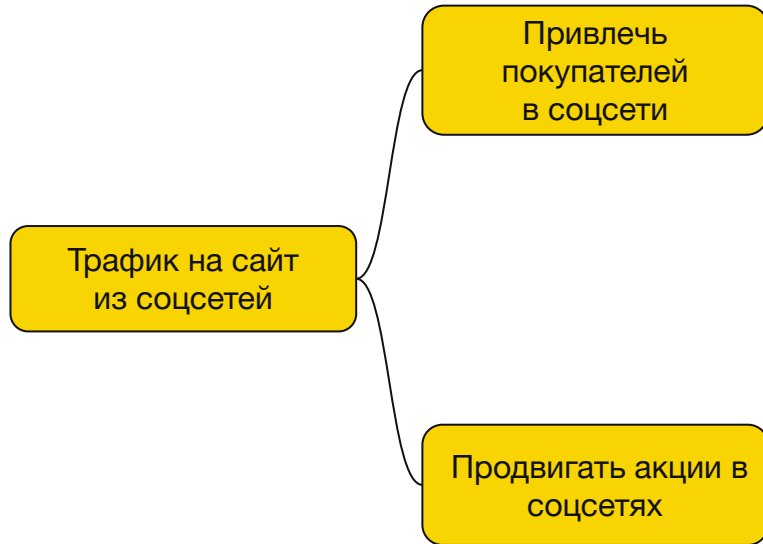 Привлечь
покупателей
в соцсети
Трафик на сайт
из соцсетей
Продвигать акции в
соцсетях